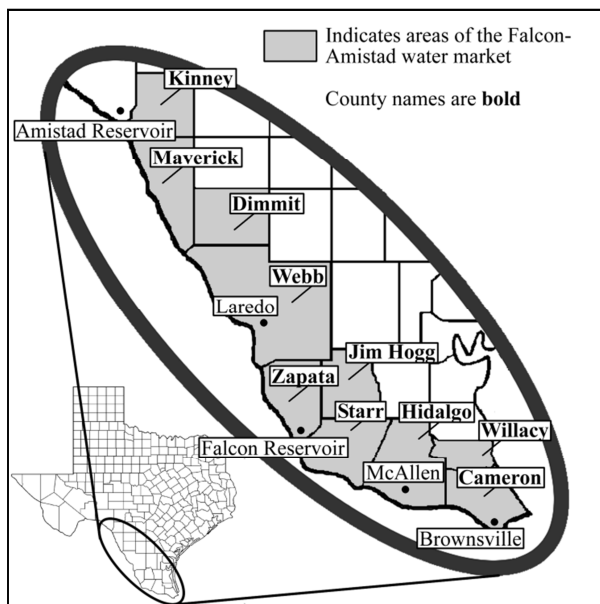 Indicates areas of the Falcon-
Amistad water market
County names are bold
Kinney
Amistad Reservoir
Maverick
Dimmit
Webb
Laredo
Jim Hogg
Zapata
Starr
Hidalgo
Willacy
Falcon Reservoir
McAllen
Cameron
Brownsville